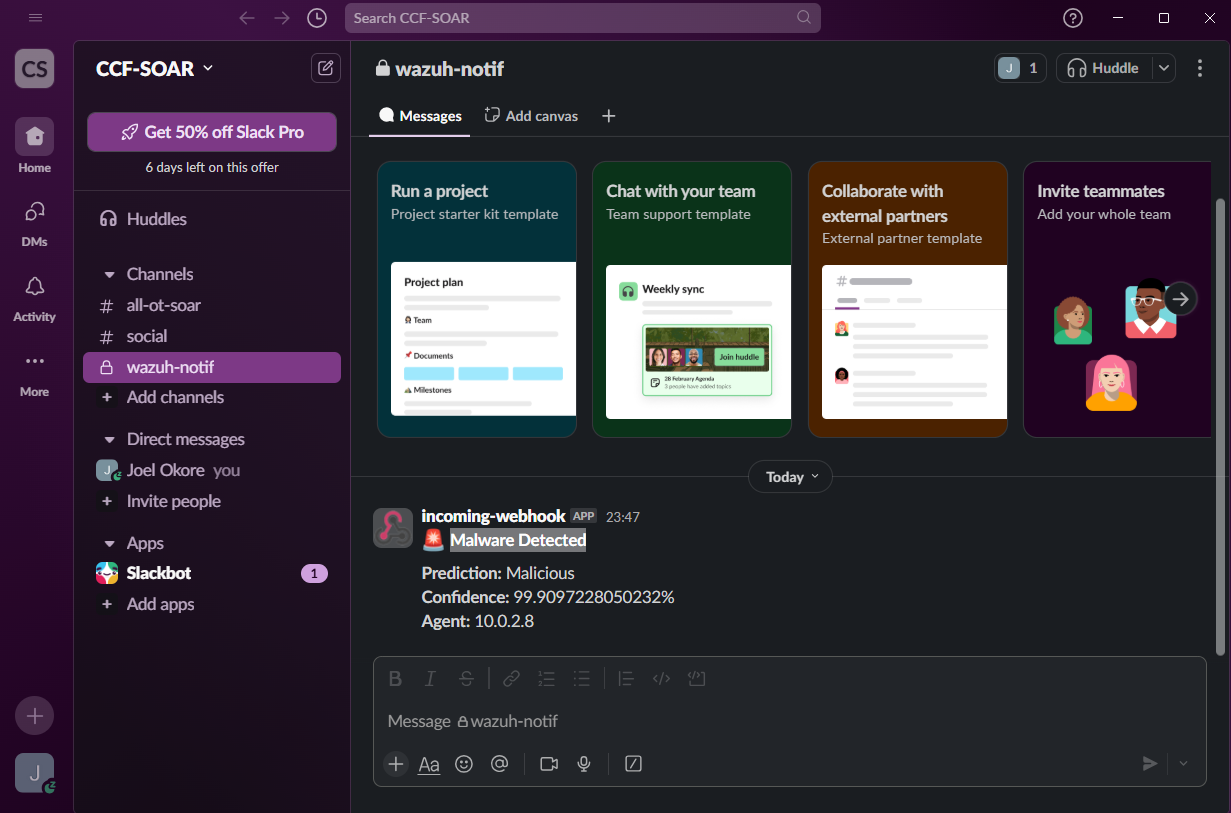 Search CCF-SOAR
CS
Home
DMs
Activity
More
J
CCF-SOAR
Get 50% off Slack Pro
6 days left on this offer
Huddles
Channels
# all-ot-soar
# social
wazuh-notif
+ Add channels
Direct messages
J Joel Okore you
+ Invite people
Apps
Slackbot 1
+ Add apps
wazuh-notif
J 1
Huddle
Messages
Add canvas
Run a project
Project starter kit template
Project plan
Team
Documents
Milestones
Chat with your team
Team support template
Weekly sync
Join huddle
28 February Agenda
3 people have added topics
Collaborate with
external partners
External partner template
#
Invite teammates
Add your whole team
Today
incoming-webhook APP 23:47
Malware Detected
Prediction: Malicious
Confidence: 99.9097228050232%
Agent: 10.0.2.8
B I S
Message wazuh-notif
+ Aa @